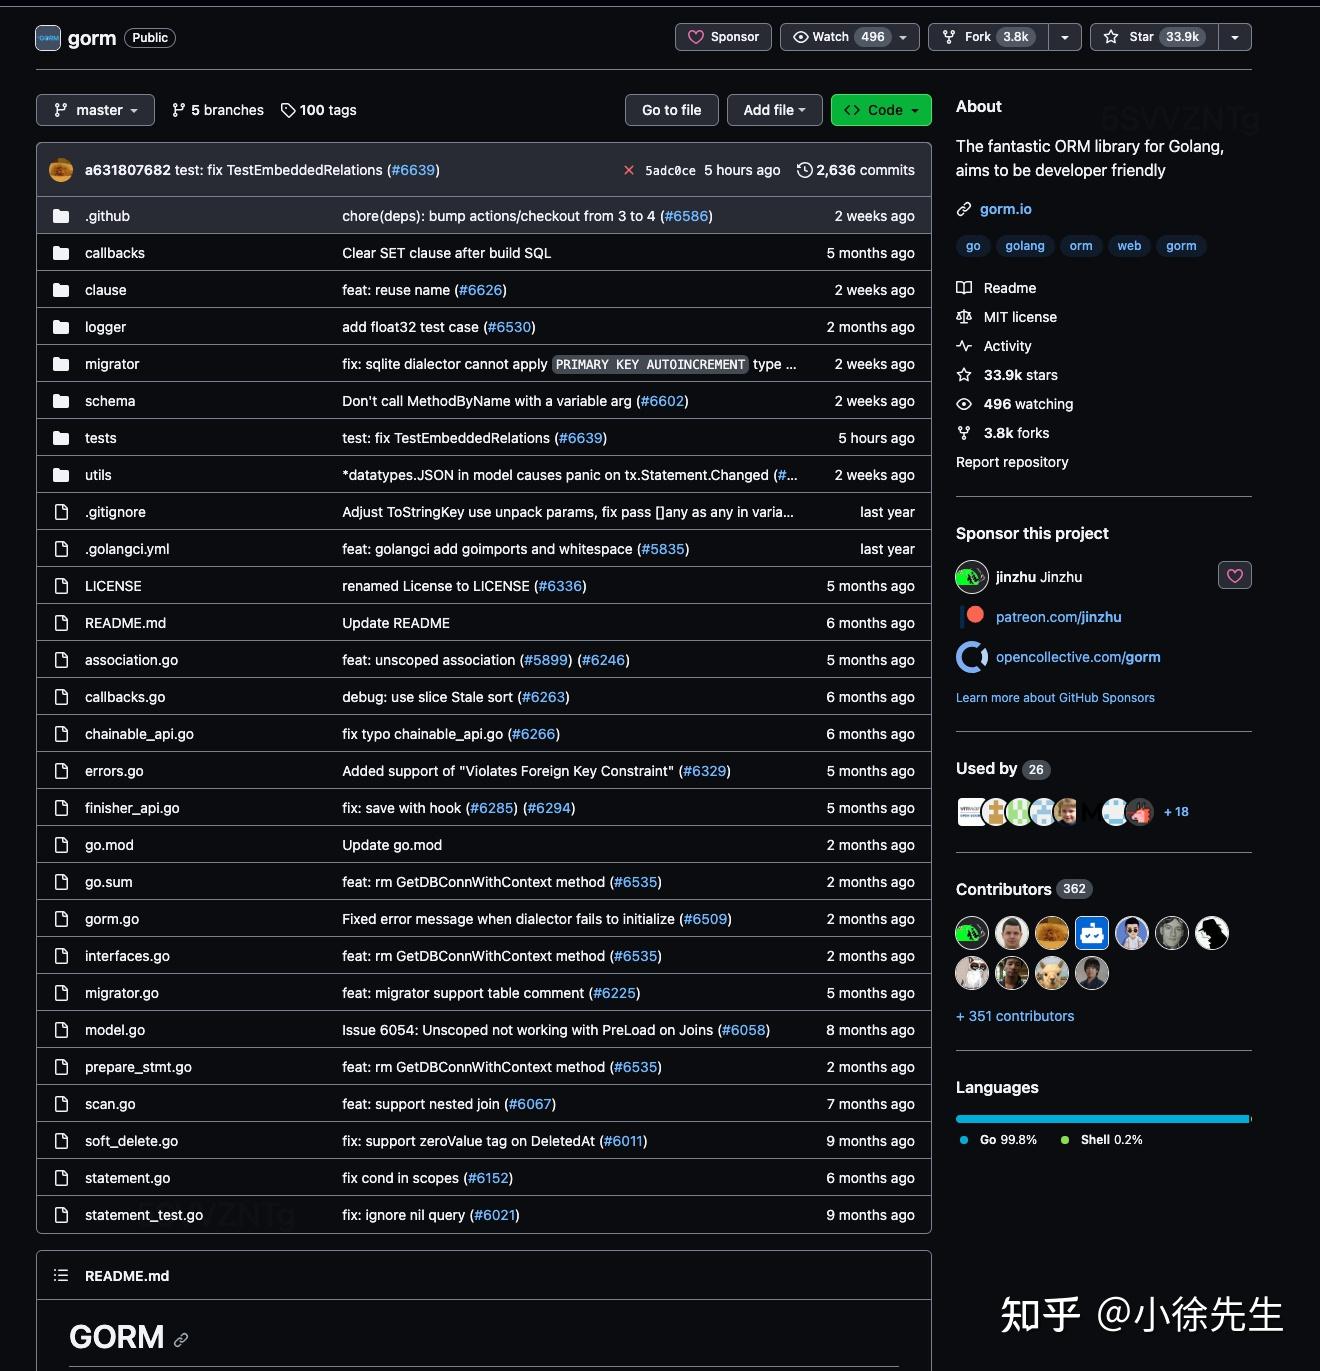 gorm Public
Sponsor Watch 496 Fork 3.8k Star 33.9k
master 5 branches 100 tags Go to file Add file <> Code
a631807682 test: fix TestEmbeddedRelations (#6639) 5adc0ce 5 hours ago 2,636 commits
.github chore(deps): bump actions/checkout from 3 to 4 (#6586) 2 weeks ago
callbacks Clear SET clause after build SQL 5 months ago
clause feat: reuse name (#6626) 2 weeks ago
logger add float32 test case (#6530) 2 months ago
migrator fix: sqlite dialector cannot apply PRIMARY KEY AUTOINCREMENT type ... 2 weeks ago
schema Don't call MethodByName with a variable arg (#6602) 2 weeks ago
tests test: fix TestEmbeddedRelations (#6639) 5 hours ago
utils *datatypes.JSON in model causes panic on tx.Statement.Changed (#... 2 weeks ago
.gitignore Adjust ToStringKey use unpack params, fix pass []any as any in varia... last year
.golangci.yml feat: golangci add goimports and whitespace (#5835) last year
LICENSE renamed License to LICENSE (#6336) 5 months ago
README.md Update README 6 months ago
association.go feat: unscoped association (#5899) (#6246) 5 months ago
callbacks.go debug: use slice Stale sort (#6263) 6 months ago
chainable_api.go fix typo chainable_api.go (#6266) 6 months ago
errors.go Added support of "Violates Foreign Key Constraint" (#6329) 5 months ago
finisher_api.go fix: save with hook (#6285) (#6294) 5 months ago
go.mod Update go.mod 2 months ago
go.sum feat: rm GetDBConnWithContext method (#6535) 2 months ago
gorm.go Fixed error message when dialector fails to initialize (#6509) 2 months ago
interfaces.go feat: rm GetDBConnWithContext method (#6535) 2 months ago
migrator.go feat: migrator support table comment (#6225) 5 months ago
model.go Issue 6054: Unscoped not working with PreLoad on Joins (#6058) 8 months ago
prepare_stmt.go feat: rm GetDBConnWithContext method (#6535) 2 months ago
scan.go feat: support nested join (#6067) 7 months ago
soft_delete.go fix: support zeroValue tag on DeletedAt (#6011) 9 months ago
statement.go fix cond in scopes (#6152) 6 months ago
statement_test.go fix: ignore nil query (#6021) 9 months ago
README.md
GORM
About
The fantastic ORM library for Golang,
aims to be developer friendly
gorm.io
go golang orm web gorm
Readme
MIT license
Activity
33.9k stars
496 watching
3.8k forks
Report repository
Sponsor this project
jinzhu Jinzhu
patreon.com/jinzhu
opencollective.com/gorm
Learn more about GitHub Sponsors
Used by 26
+ 18
Contributors 362
+ 351 contributors
Languages
Go 99.8% Shell 0.2%
知乎 @小徐先生